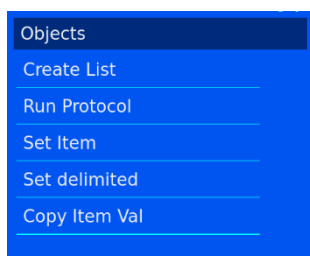 Objects
Create List
Run Protocol
Set Item
Set delimited
Copy Item Val